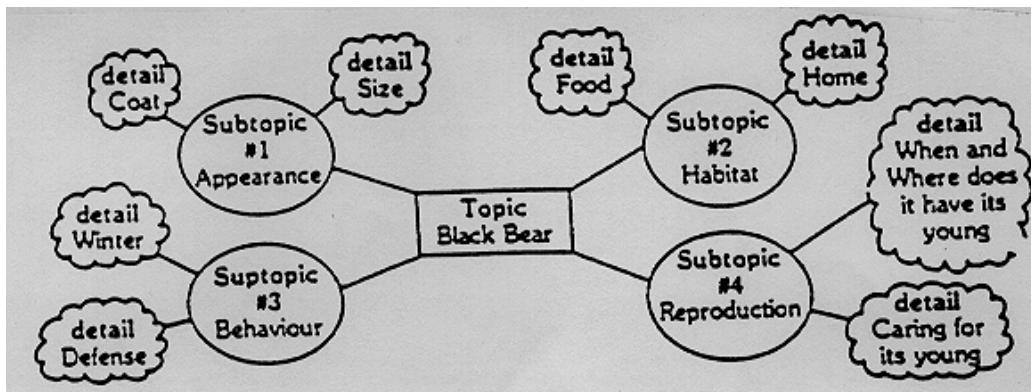 detail
Coat
detail
Size
Subtopic
#1
Appearance
detail
Food
detail
Home
Subtopic
#2
Habitat
detail
When and
Where does
it have its
young
Topic
Black Bear
detail
Winter
Suptopic
#3
Behaviour
detail
Defense
Subtopic
#4
Reproduction
detail
Caring for
its young